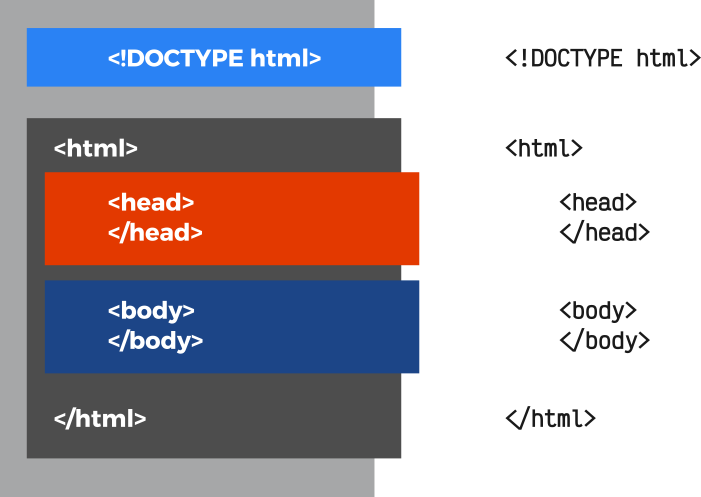 <!DOCTYPE html>
<html>
<head>
</head>
<body>
</body>
</html>
<!DOCTYPE html>
<html>
<head>
</head>
<body>
</body>
</html>